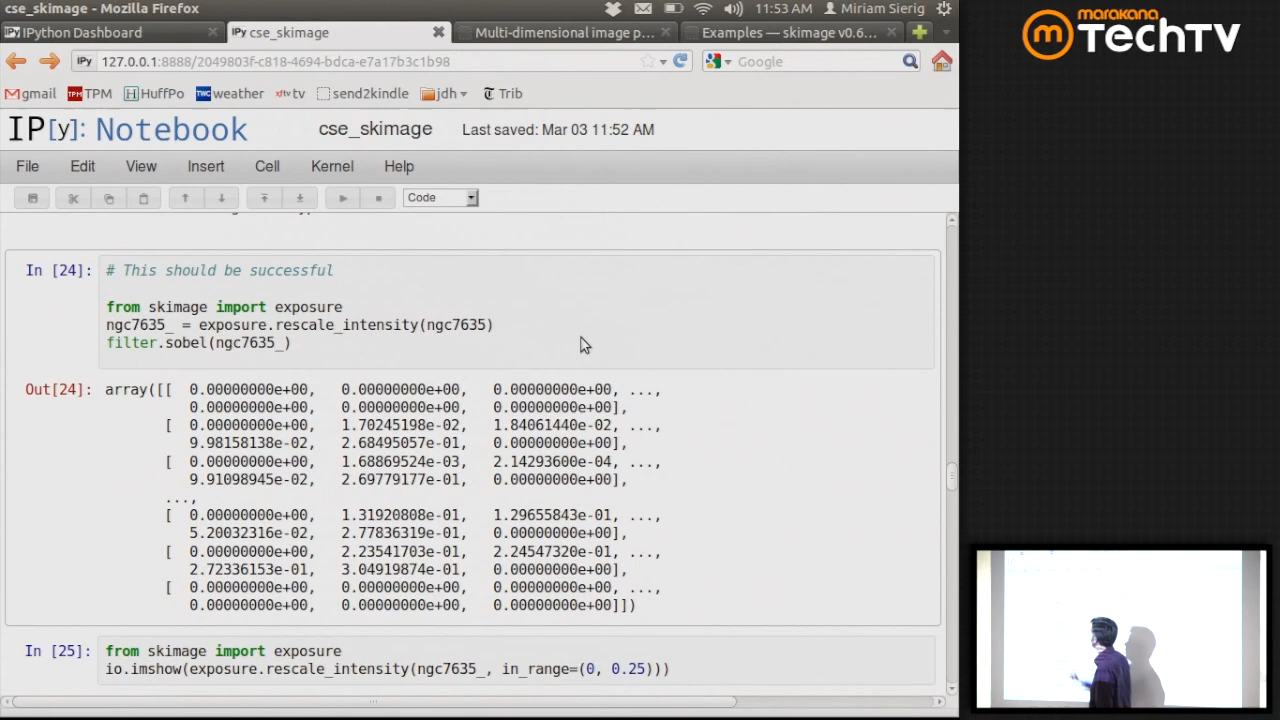 cse_skimage - Mozilla Firefox
11:53 AM
Miriam Sierig
marakana
TechTV
IPy
IPython Dashboard
IPy
cse_skimage
Multi-dimensional image p...
Examples — skimage v0.6...
IPy
127.0.0.1:8888/2049803f-c818-4694-bdca-e7a17b3c1b98
Google
gmail
TPM TPM
H HuffPo
TWC weather
xftv tv
send2kindle
jdh
T Trib
IP[y]: Notebook
cse_skimage
Last saved: Mar 03 11:52 AM
File Edit View Insert Cell Kernel Help
Code
In [24]:
# This should be successful
from skimage import exposure
ngc7635_ = exposure.rescale_intensity(ngc7635)
filter.sobel(ngc7635_)
Out[24]: array([[ 0.00000000e+00, 0.00000000e+00, 0.00000000e+00, ...,
0.00000000e+00, 0.00000000e+00, 0.00000000e+00],
[ 0.00000000e+00, 1.70245198e-02, 1.84061440e-02, ...,
9.98158138e-02, 2.68495057e-01, 0.00000000e+00],
[ 0.00000000e+00, 1.68869524e-03, 2.14293600e-04, ...,
9.91098945e-02, 2.69779177e-01, 0.00000000e+00],
...,
[ 0.00000000e+00, 1.31920808e-01, 1.29655843e-01, ...,
5.20032316e-02, 2.77836319e-01, 0.00000000e+00],
[ 0.00000000e+00, 2.23541703e-01, 2.24547320e-01, ...,
2.72336153e-01, 3.04919874e-01, 0.00000000e+00],
[ 0.00000000e+00, 0.00000000e+00, 0.00000000e+00, ...,
0.00000000e+00, 0.00000000e+00, 0.00000000e+00]])
In [25]:
from skimage import exposure
io.imshow(exposure.rescale_intensity(ngc7635_, in_range=(0, 0.25)))